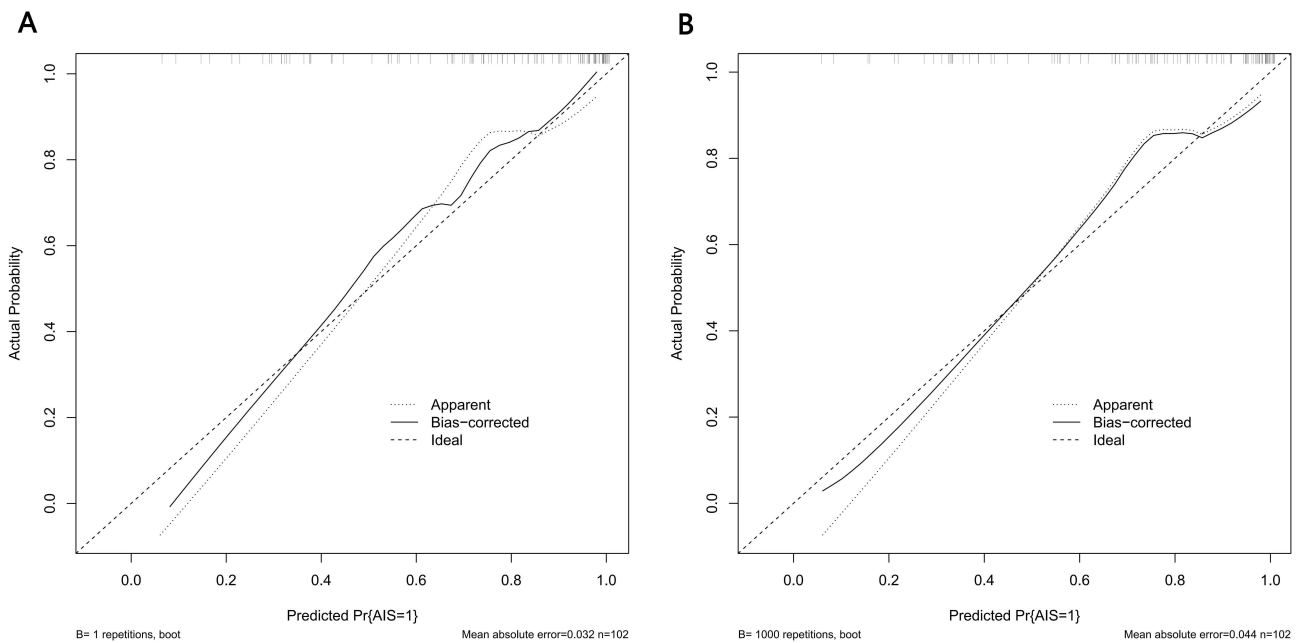 A
1.0
0.8
0.6
0.4
0.2
0.0
Actual Probability
Apparent
Bias−corrected
Ideal
0.0 0.2 0.4 0.6 0.8 1.0
Predicted Pr{AIS=1}
B= 1 repetitions, boot
Mean absolute error=0.032 n=102
B
1.0
0.8
0.6
0.4
0.2
0.0
Actual Probability
Apparent
Bias−corrected
Ideal
0.0 0.2 0.4 0.6 0.8 1.0
Predicted Pr{AIS=1}
B= 1000 repetitions, boot
Mean absolute error=0.044 n=102